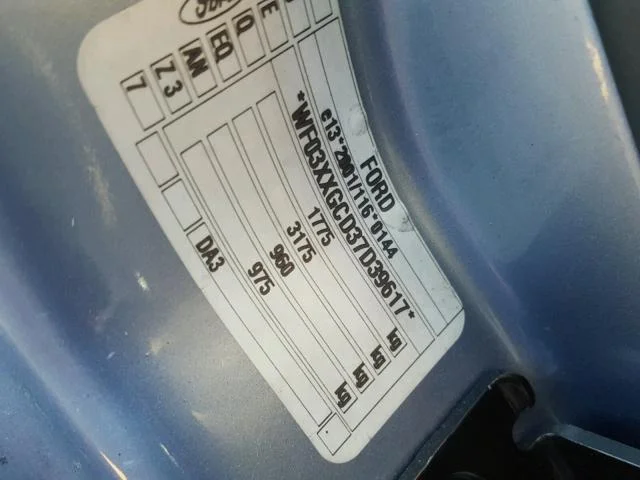 FORD
e13*2001/116*0144
*WF03XXGCD37D39617*
1775 kg
3175 kg
960 kg
975 kg
DA3
E
Q
EQ
AN
Z 3
7